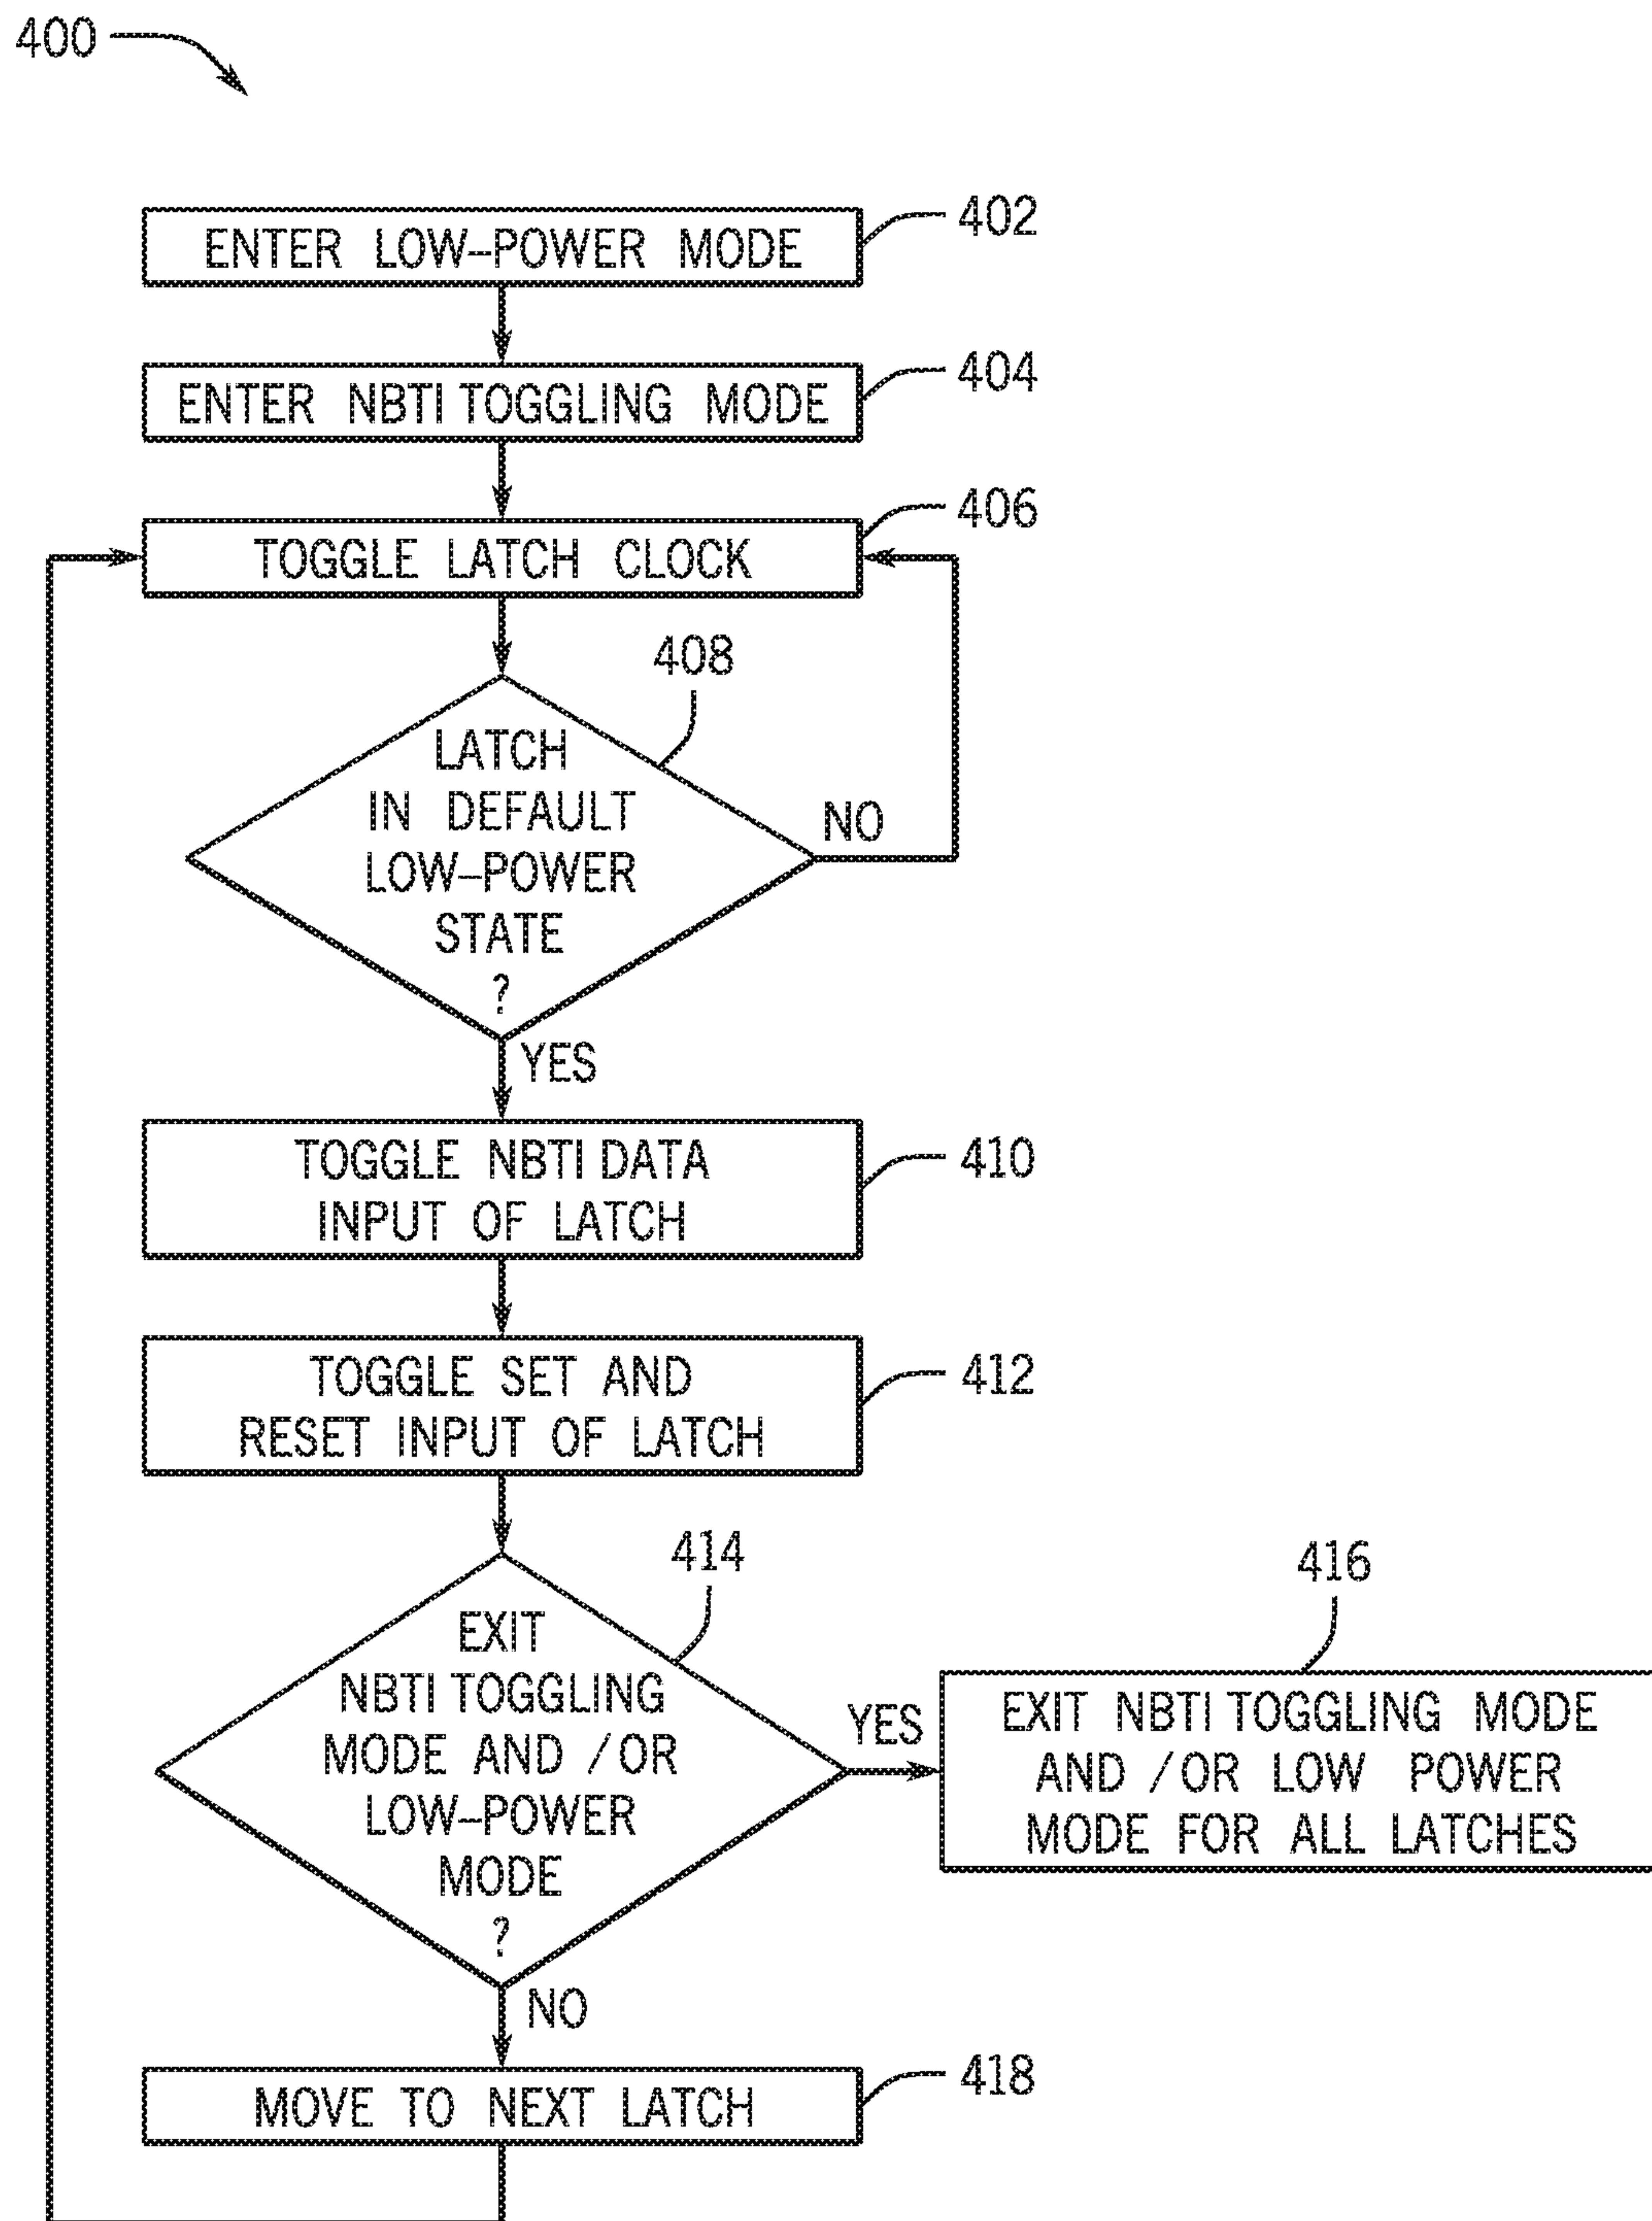 400
ENTER LOW-POWER MODE
402
ENTER NBTI TOGGLING MODE
404
TOGGLE LATCH CLOCK
406
408
LATCH
IN DEFAULT
LOW-POWER
STATE
?
NO
YES
TOGGLE NBTI DATA
INPUT OF LATCH
410
TOGGLE SET AND
RESET INPUT OF LATCH
412
414
EXIT
NBTI TOGGLING
MODE AND /OR
LOW-POWER
MODE
?
YES
416
EXIT NBTI TOGGLING MODE
AND /OR LOW POWER
MODE FOR ALL LATCHES
NO
MOVE TO NEXT LATCH
418